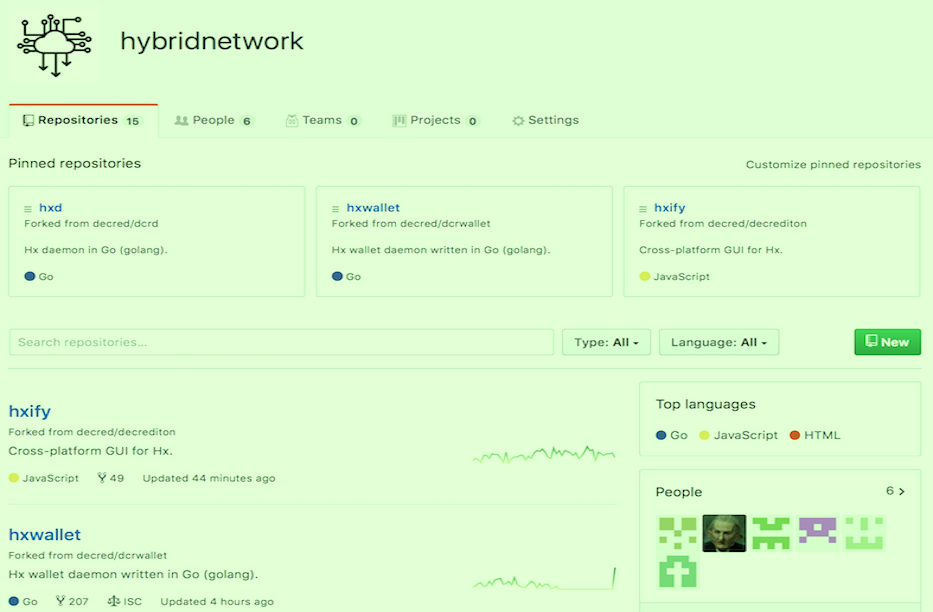 hybridnetwork
Repositories 15 People 6 Teams 0 Projects 0 Settings
Pinned repositories Customize pinned repositories
hxd
Forked from decred/dcrd
Hx daemon in Go (golang).
Go
hxwallet
Forked from decred/dcrwallet
Hx wallet daemon written in Go (golang).
Go
hxify
Forked from decred/decrediton
Cross-platform GUI for Hx.
JavaScript
Search repositories... Type: All Language: All New
hxify
Forked from decred/decrediton
Cross-platform GUI for Hx.
JavaScript 49 Updated 44 minutes ago
hxwallet
Forked from decred/dcrwallet
Hx wallet daemon written in Go (golang).
Go 207 ISC Updated 4 hours ago
Top languages
Go JavaScript HTML
People 6 >